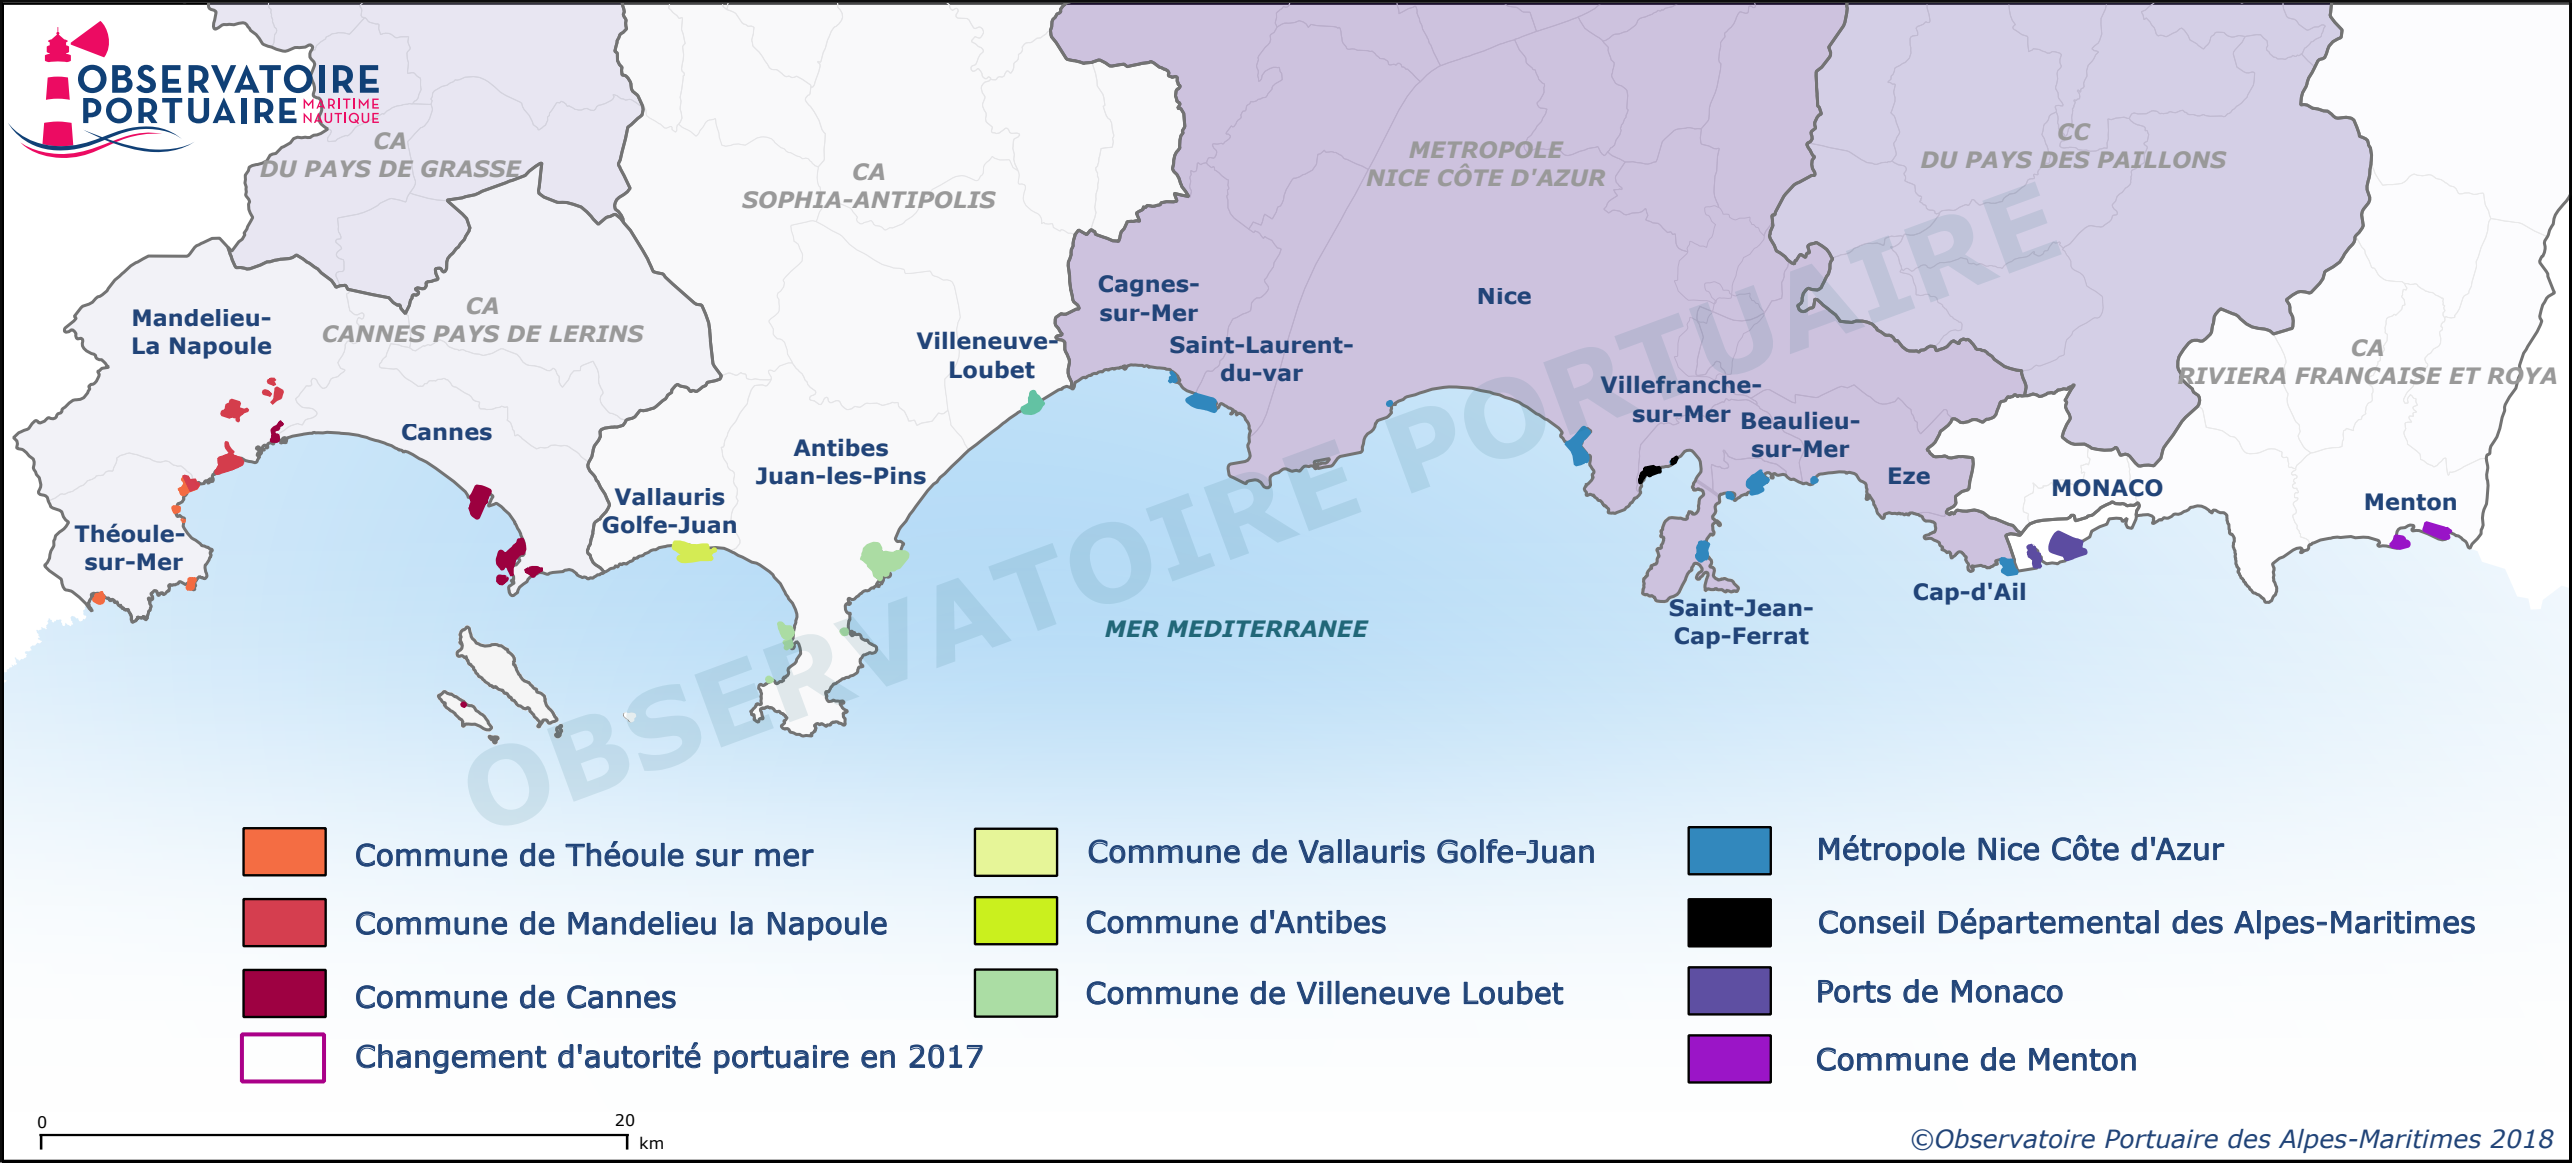 OBSERVATOIRE
PORTUAIRE
MARITIME
NAUTIQUE
CA
DU PAYS DE GRASSE
CA
SOPHIA-ANTIPOLIS
METROPOLE
NICE CÔTE D'AZUR
CC
DU PAYS DES PAILLONS
CA
CANNES PAYS DE LERINS
CA
RIVIERA FRANCAISE ET ROYA
Mandelieu-
La Napoule
Cannes
Théoule-
sur-Mer
Vallauris
Golfe-Juan
Antibes
Juan-les-Pins
Villeneuve-
Loubet
Cagnes-
sur-Mer
Saint-Laurent-
du-var
Nice
Villefranche-
sur-Mer
Beaulieu-
sur-Mer
Eze
MONACO
Menton
Cap-d'Ail
Saint-Jean-
Cap-Ferrat
MER MEDITERRANEE
OBSERVATOIRE PORTUAIRE
Commune de Théoule sur mer
Commune de Mandelieu la Napoule
Commune de Cannes
Changement d'autorité portuaire en 2017
Commune de Vallauris Golfe-Juan
Commune d'Antibes
Commune de Villeneuve Loubet
Métropole Nice Côte d'Azur
Conseil Départemental des Alpes-Maritimes
Ports de Monaco
Commune de Menton
0
20
km
©Observatoire Portuaire des Alpes-Maritimes 2018